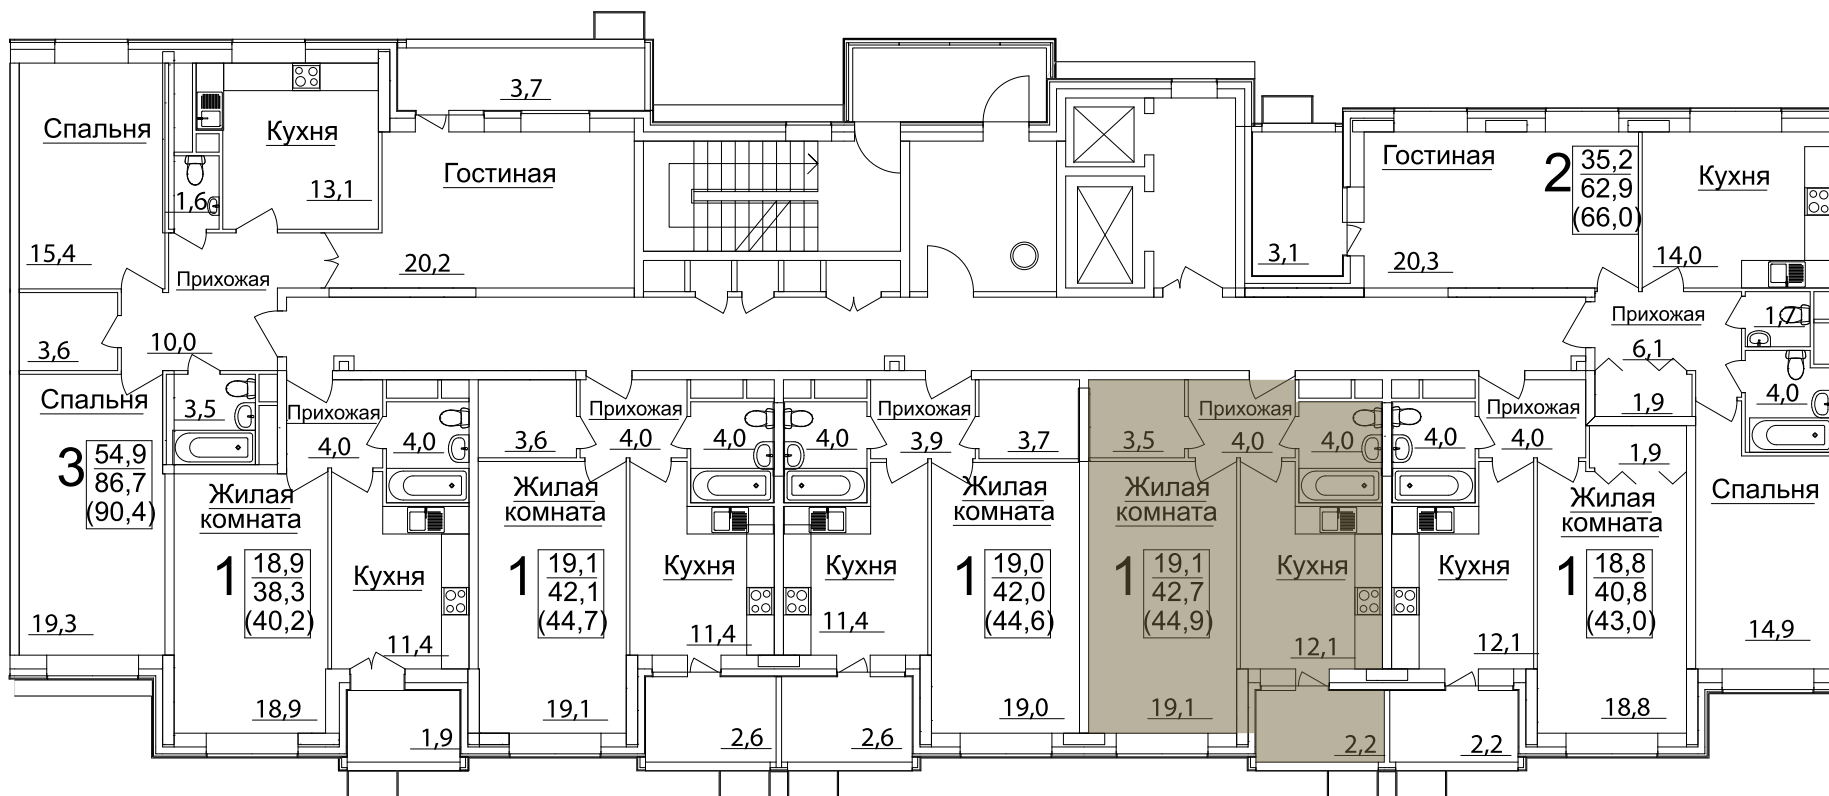 3,7
Спальня
Кухня
Гостиная
1,6
13,1
15,4
Прихожая
20,2
3,6
10,0
Гостиная
2
35,2
62,9
(66,0)
Кухня
3,1
20,3
14,0
Прихожая
1,7
6,1
1,9
4,0
1,9
Спальня
14,9
Спальня
3,5
3
54,9
86,7
(90,4)
19,3
Прихожая
4,0
4,0
Жилая
комната
1
18,9
38,3
(40,2)
Кухня
11,4
18,9
1,9
3,6
Прихожая
4,0
4,0
Жилая
комната
1
19,1
42,1
(44,7)
Кухня
11,4
19,1
2,6
4,0
Прихожая
3,9
3,7
Жилая
комната
Кухня
1
19,0
42,0
(44,6)
11,4
19,0
2,6
3,5
Прихожая
4,0
4,0
Жилая
комната
1
19,1
42,7
(44,9)
Кухня
12,1
19,1
2,2
4,0
Прихожая
4,0
Жилая
комната
Кухня
1
18,8
40,8
(43,0)
12,1
18,8
2,2